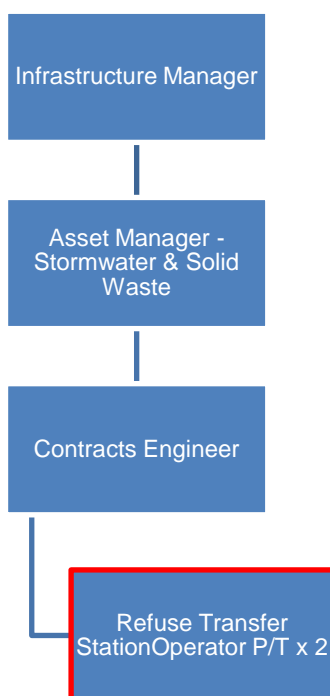 Infrastructure Manager
Asset Manager -
Stormwater & Solid
Waste
Contracts Engineer
Refuse Transfer
StationOperator P/T x 2